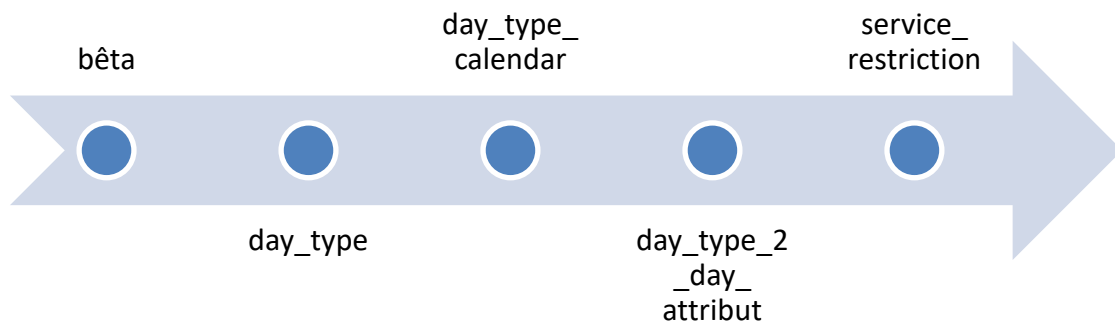 bêta
day_type
day_type_
calendar
day_type_2
_day_
attribut
service_
restriction